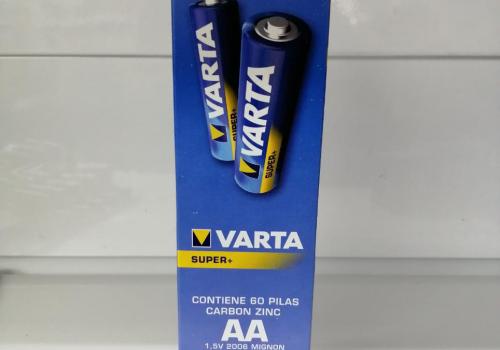 VARTA
SUPER+
VARTA
SUPER+
VARTA
SUPER+
CONTIENE 60 PILAS
CARBON ZINC
AA
1,5V 2006 MIGNON